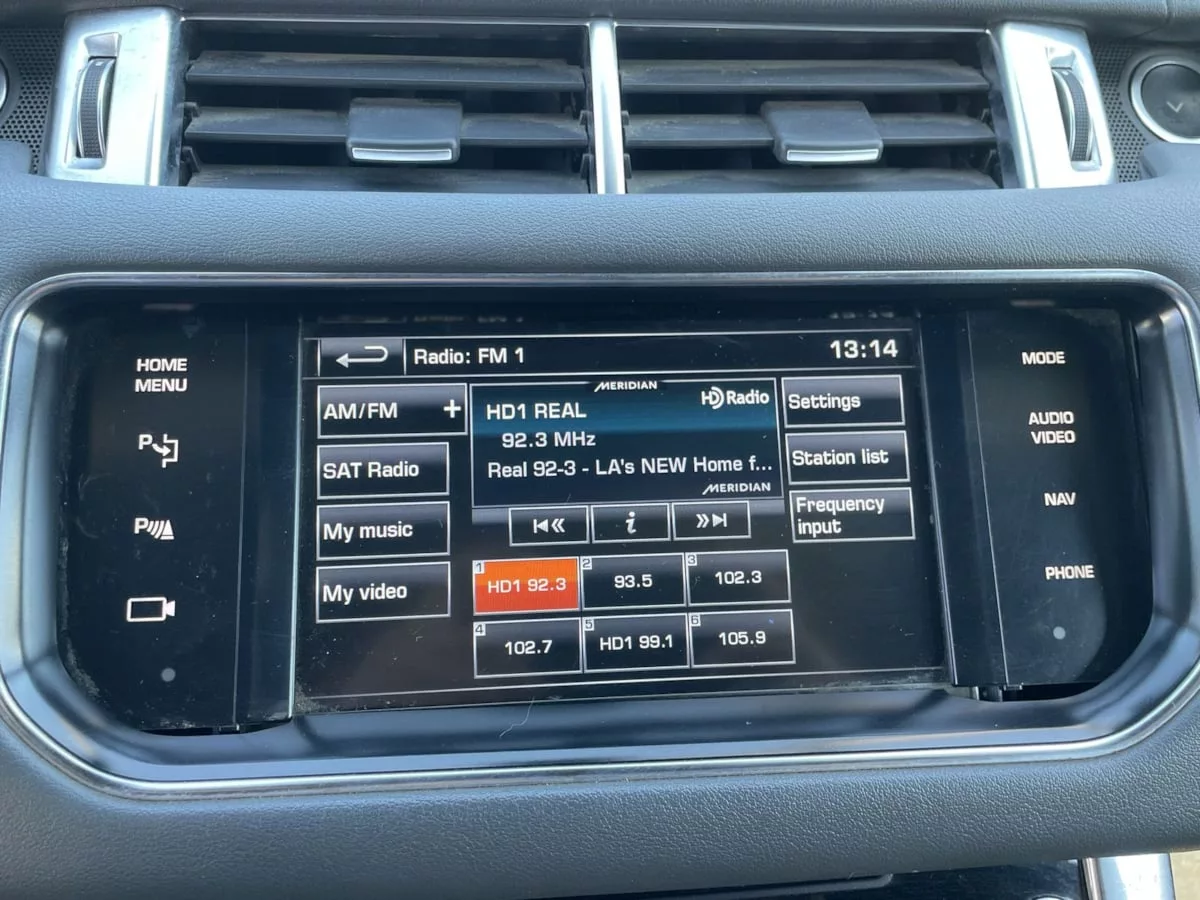 HOME
MENU
P
P
Radio: FM 1
13:14
AM/FM +
SAT Radio
My music
My video
MERIDIAN
HD1 REAL
HD Radio
92.3 MHz
Real 92-3 - LA's NEW Home f...
MERIDIAN
i
Settings
Station list
Frequency
input
1 HD1 92.3
2 93.5
3 102.3
4 102.7
5 HD1 99.1
6 105.9
MODE
AUDIO
VIDEO
NAV
PHONE